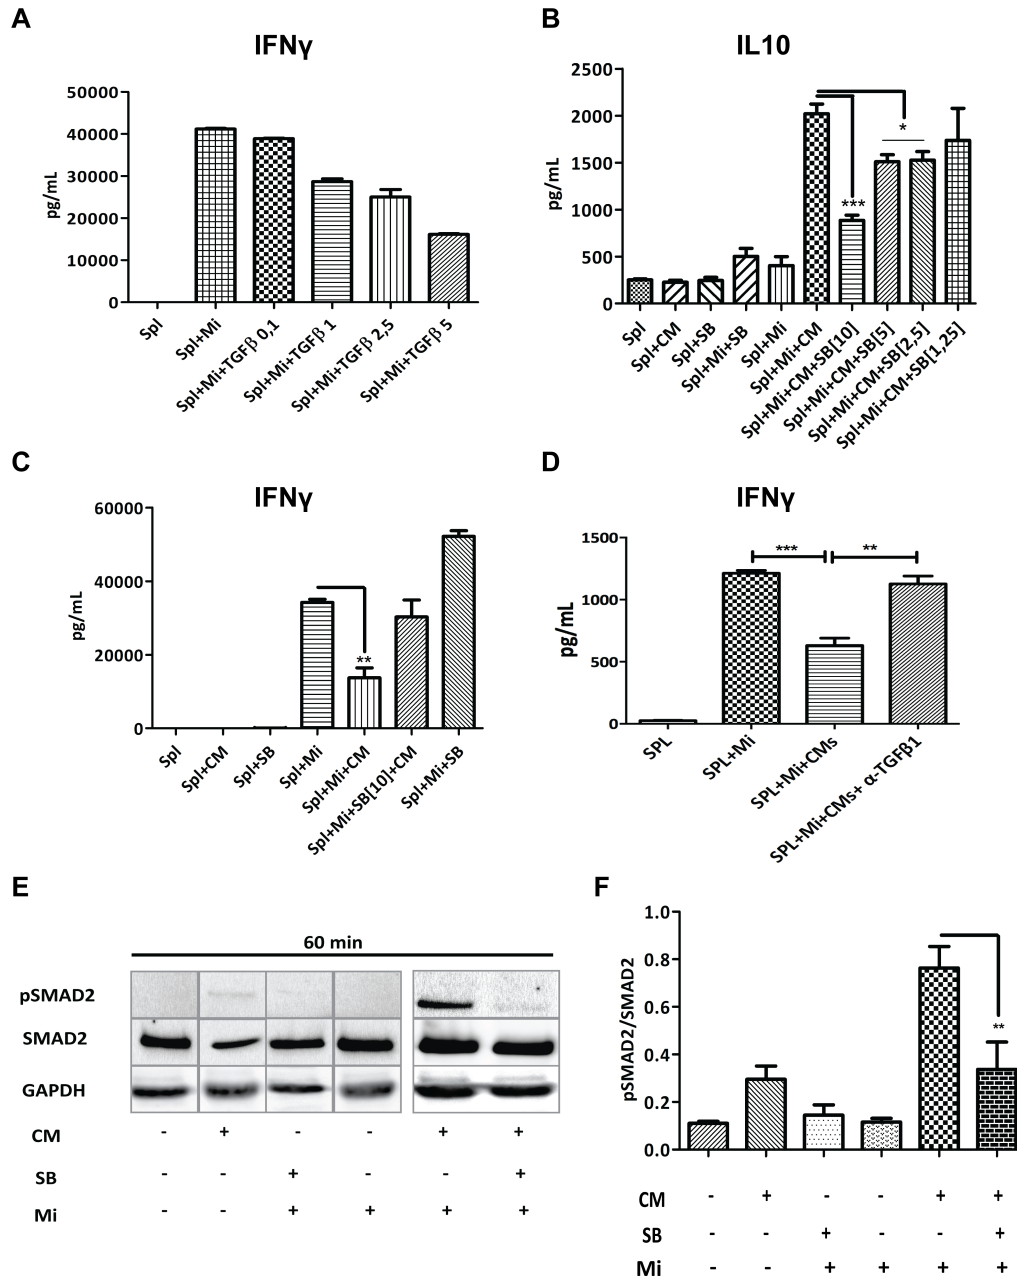 A
IFNγ
pg/mL
50000
40000
30000
20000
10000
0
Spl
Spl+Mi
Spl+Mi+TGFβ 0,1
Spl+Mi+TGFβ 1
Spl+Mi+TGFβ 2,5
Spl+Mi+TGFβ 5
B
IL10
pg/mL
2500
2000
1500
1000
500
0
***
*
Spl
Spl+CM
Spl+SB
Spl+Mi+SB
Spl+Mi
Spl+Mi+CM
Spl+Mi+CM+SB[10]
Spl+Mi+CM+SB[5]
Spl+Mi+CM+SB[2,5]
Spl+Mi+CM+SB[1,25]
C
IFNγ
pg/mL
60000
40000
20000
0
**
Spl
Spl+CM
Spl+SB
Spl+Mi
Spl+Mi+CM
Spl+Mi+SB[10]+CM
Spl+Mi+SB
D
IFNγ
pg/mL
1500
1000
500
0
***
**
SPL
SPL+Mi
SPL+Mi+CMs
SPL+Mi+CMs+ α-TGFβ1
E
60 min
pSMAD2
SMAD2
GAPDH
CM - + - - + +
SB - - + - - +
Mi - - + + + +
F
pSMAD2/SMAD2
1.0
0.8
0.6
0.4
0.2
0.0
**
CM - + - - + +
SB - - + - - +
Mi - - + + + +